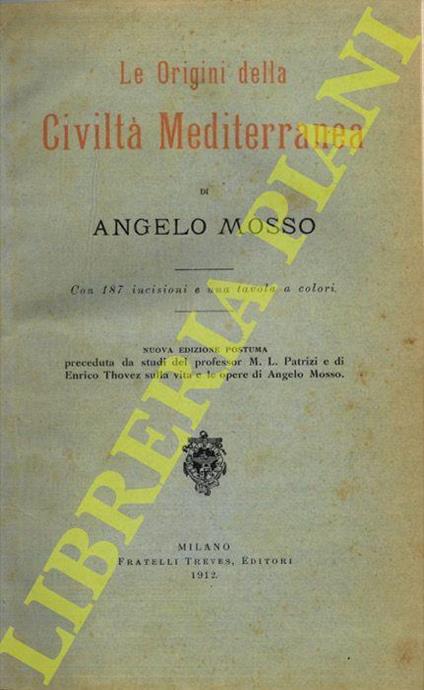 Le Origini della
Civiltà Mediterranea
DI
ANGELO MOSSO
Con 187 incisioni e una tavola a colori.
NUOVA EDIZIONE POSTUMA
preceduta da studi del professor M. L. Patrizi e di
Enrico Thovez sulla vita e le opere di Angelo Mosso.
MILANO
FRATELLI TREVES, EDITORI
1912.
LIBRERIA PIANI